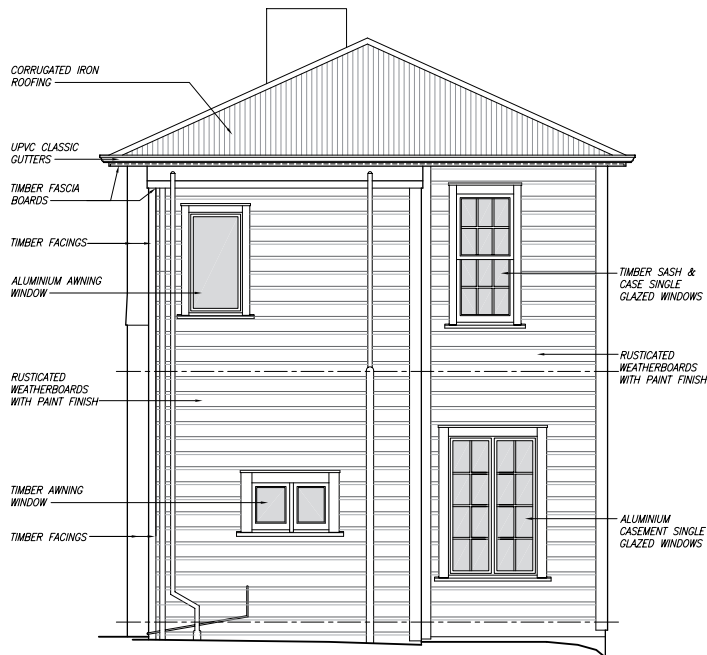 CORRUGATED IRON
ROOFING
UPVC CLASSIC
GUTTERS
TIMBER FASCIA
BOARDS
TIMBER FACINGS
ALUMINIUM AWNING
WINDOW
RUSTICATED
WEATHERBOARDS
WITH PAINT FINISH
TIMBER AWNING
WINDOW
TIMBER FACINGS
TIMBER SASH &
CASE SINGLE
GLAZED WINDOWS
RUSTICATED
WEATHERBOARDS
WITH PAINT FINISH
ALUMINIUM
CASEMENT SINGLE
GLAZED WINDOWS